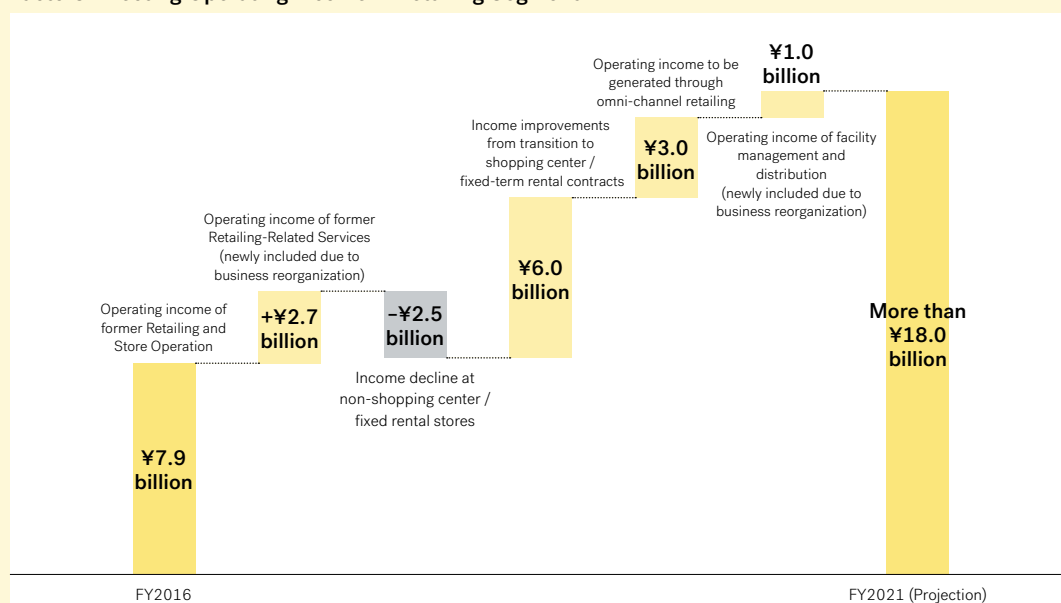 ¥1.0
billion
Operating income to be
generated through
omni-channel retailing
Income improvements
from transition to
shopping center /
fixed-term rental contracts
¥3.0
billion
Operating income of facility
management and
distribution
(newly included due to
business reorganization)
Operating income of former
Retailing-Related Services
(newly included due to
business reorganization)
¥6.0
billion
Operating income of
former Retailing and
Store Operation
+¥2.7
billion
–¥2.5
billion
More than
¥18.0
billion
Income decline at
non-shopping center /
fixed rental stores
¥7.9
billion
FY2016
FY2021 (Projection)